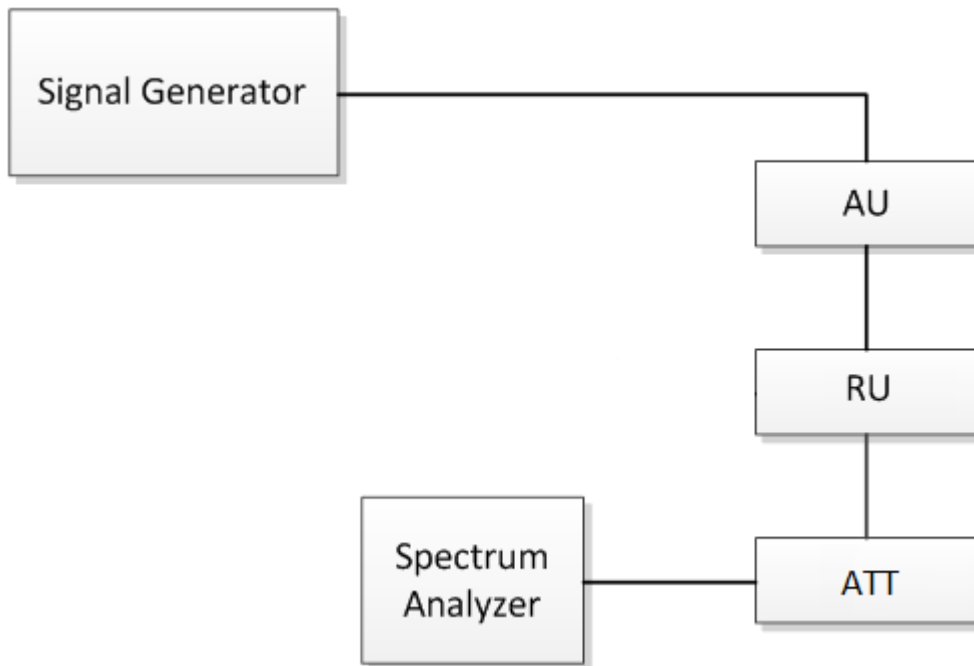 Signal Generator
AU
RU
Spectrum
Analyzer
ATT